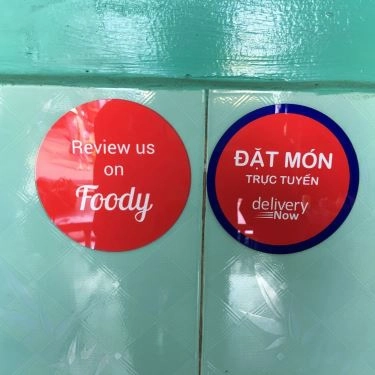 Review us
on
Foody
ĐẶT MÓN
TRỰC TUYẾN
delivery
Now